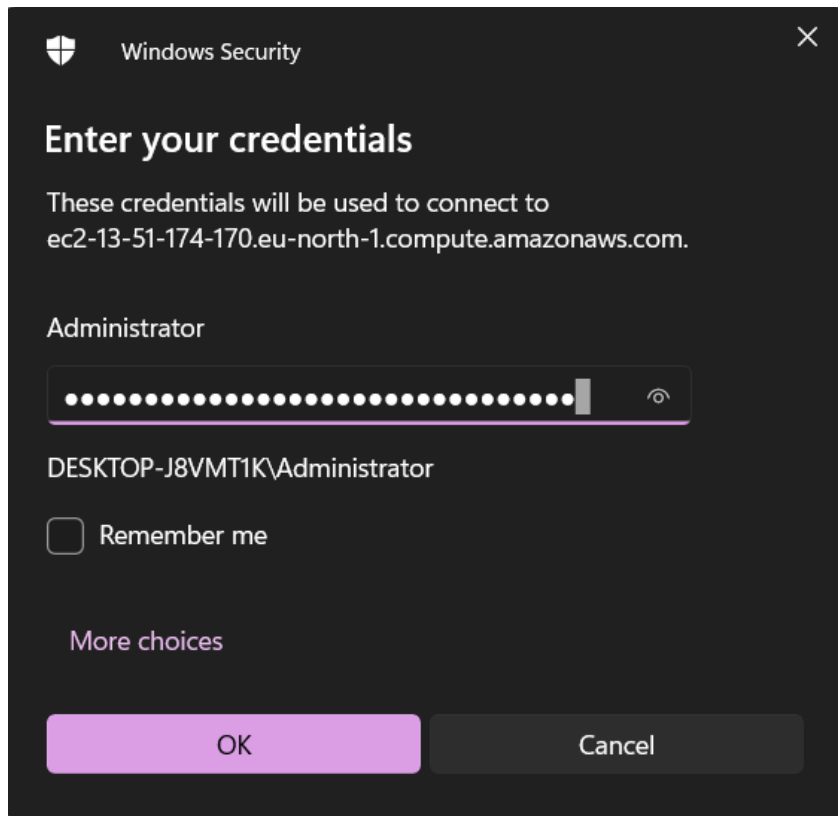 Windows Security
Enter your credentials
These credentials will be used to connect to
ec2-13-51-174-170.eu-north-1.compute.amazonaws.com.
Administrator
••••••••••••••••••••••••••••••••
DESKTOP-J8VMT1K\Administrator
Remember me
More choices
OK
Cancel